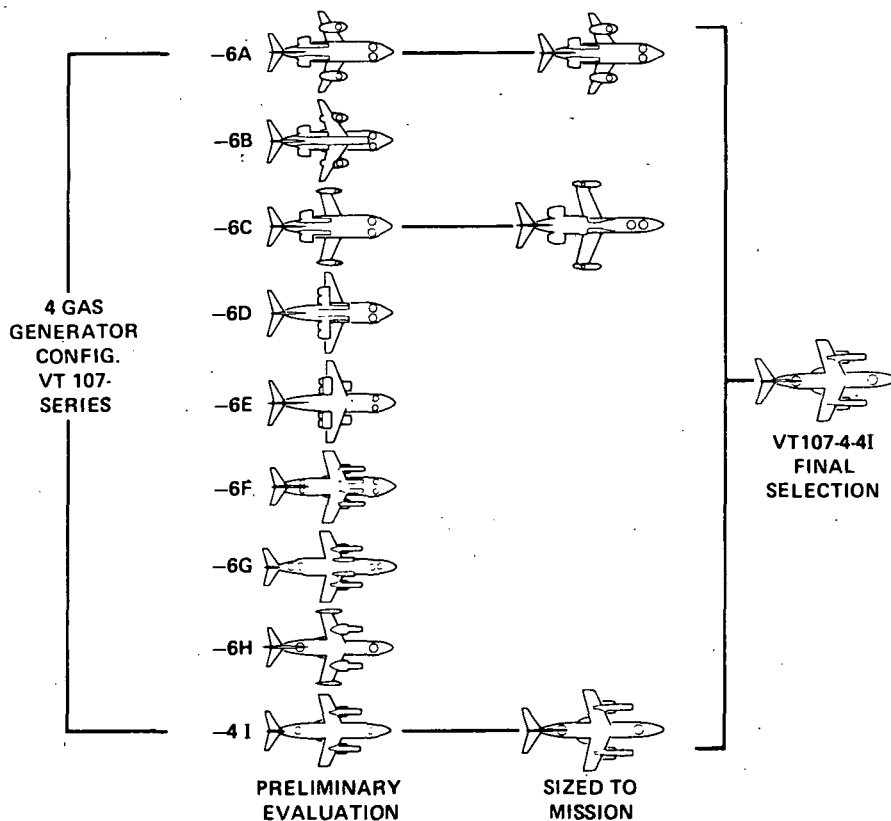 -6A
-6B
-6C
-6D
-6E
-6F
-6G
-6H
-4 I
4 GAS
GENERATOR
CONFIG.
VT 107-
SERIES
VT107-4-4I
FINAL
SELECTION
PRELIMINARY
EVALUATION
SIZED TO
MISSION